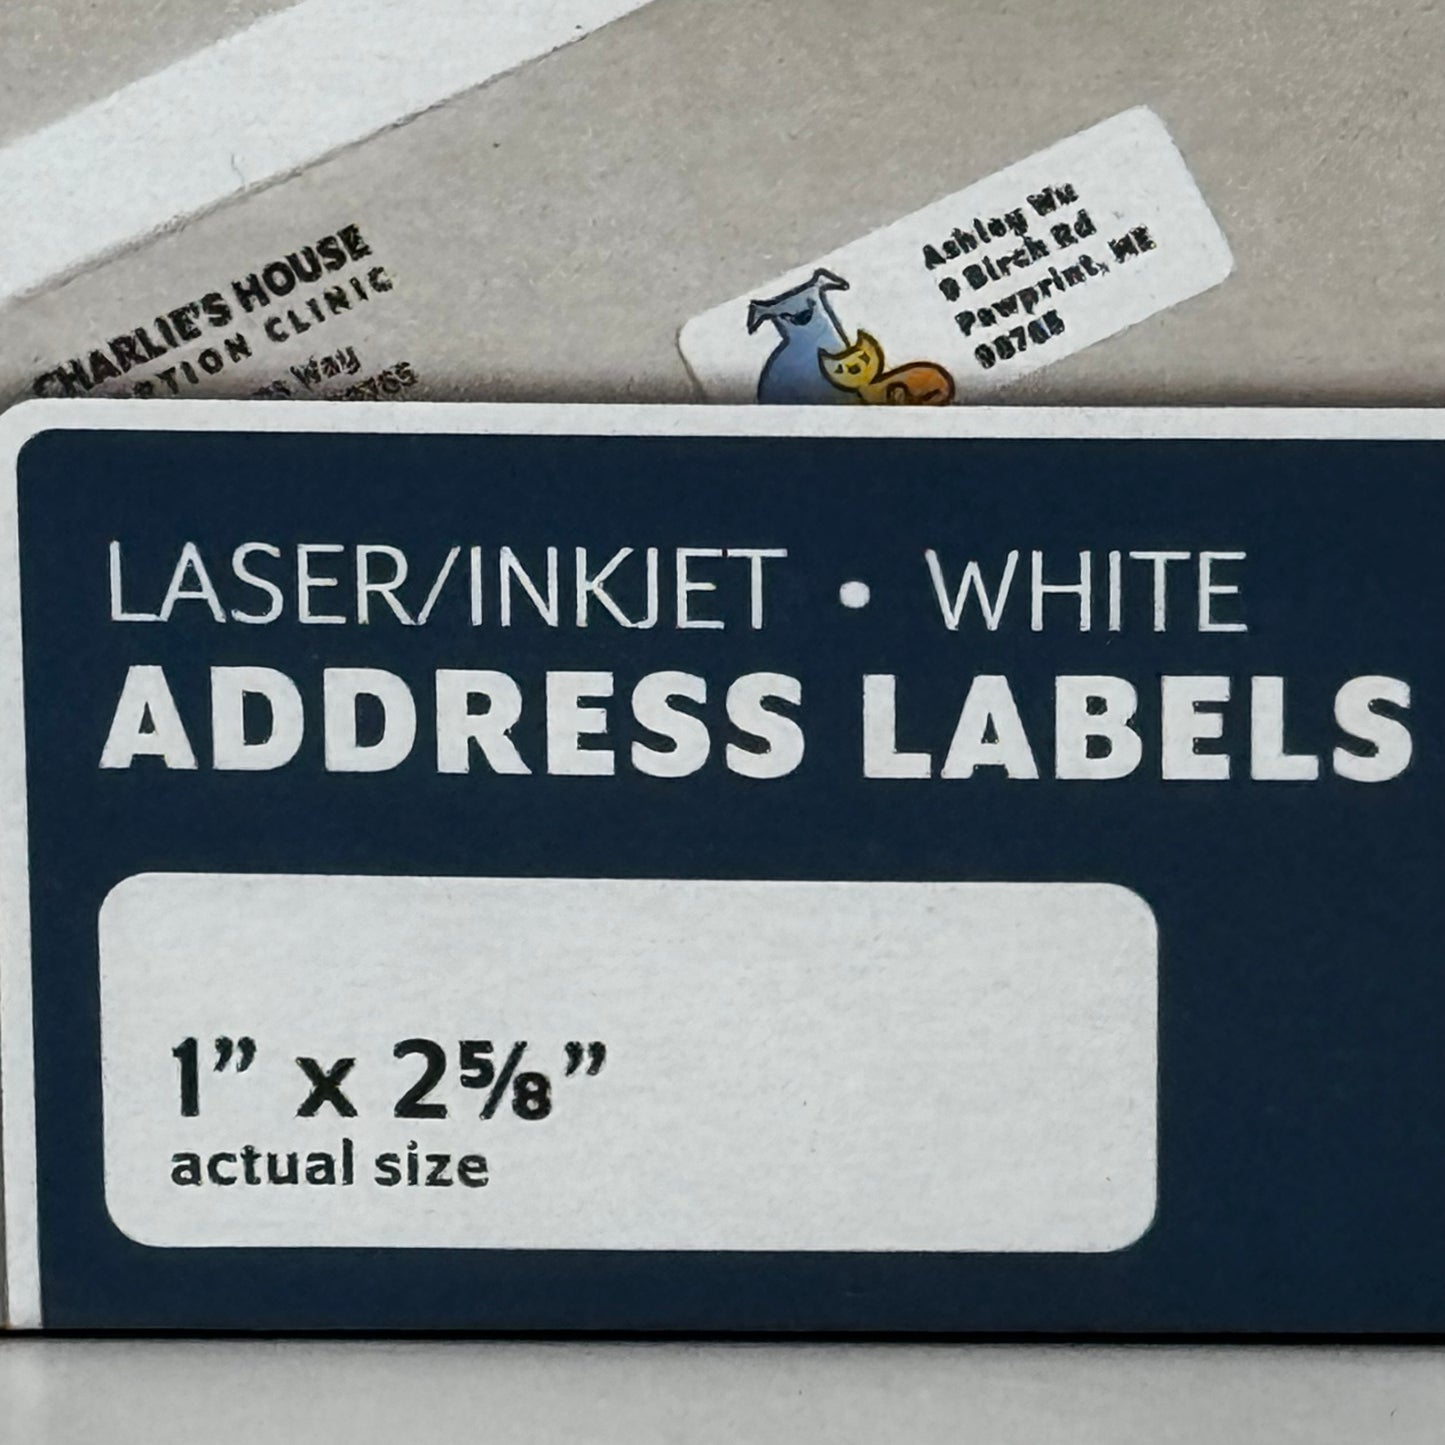 CHARLIE'S HOUSE
PTION CLINIC
Way
Ashley Wu
9 Birch Rd
Pawprint, ME
98765
LASER/INKJET • WHITE
ADDRESS LABELS
1” x 2⅝”
actual size